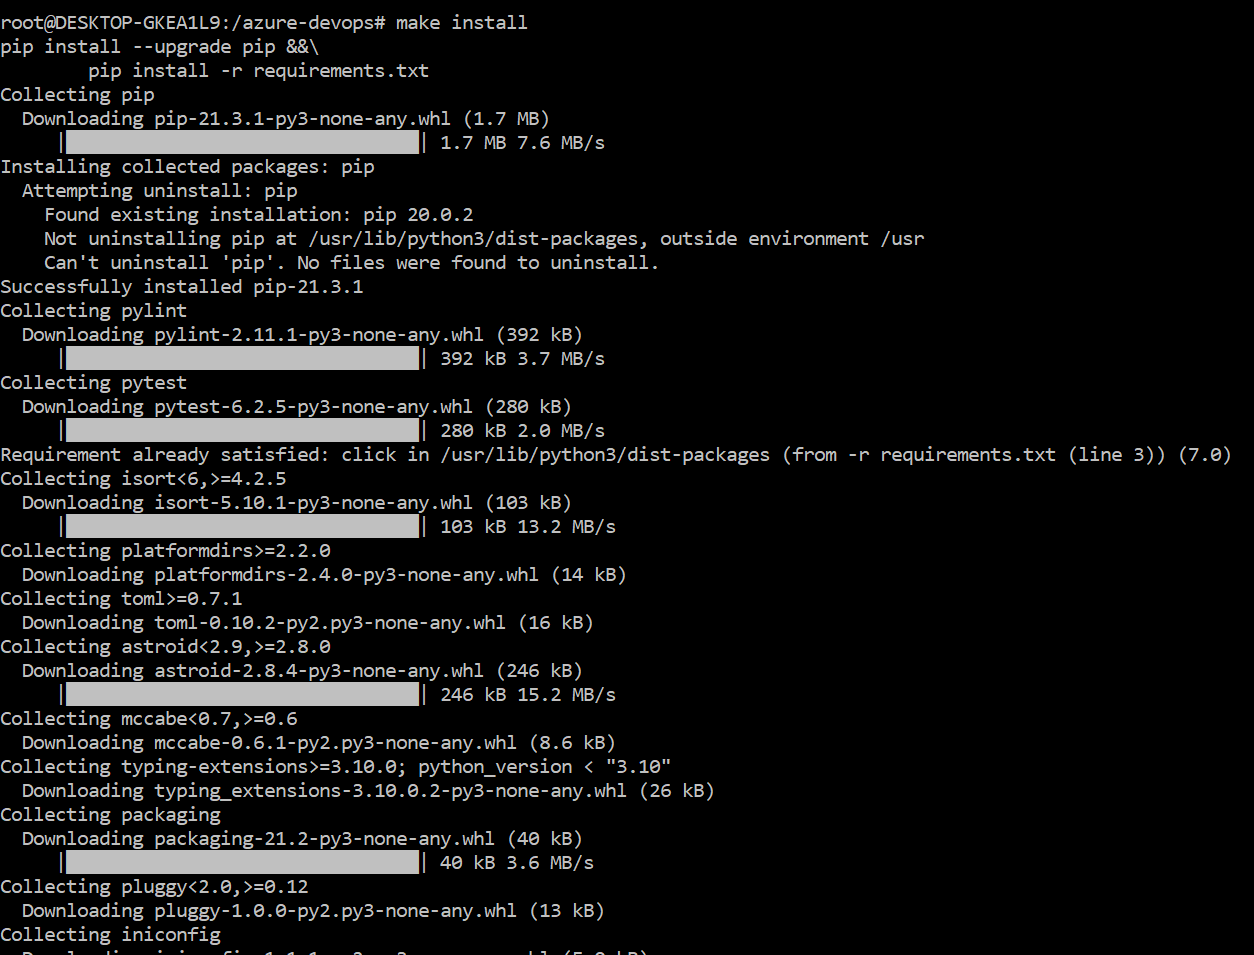 root@DESKTOP-GKEA1L9:/azure-devops# make install
pip install --upgrade pip &&\
        pip install -r requirements.txt
Collecting pip
  Downloading pip-21.3.1-py3-none-any.whl (1.7 MB)
     |████████████████████████████████| 1.7 MB 7.6 MB/s
Installing collected packages: pip
  Attempting uninstall: pip
    Found existing installation: pip 20.0.2
    Not uninstalling pip at /usr/lib/python3/dist-packages, outside environment /usr
    Can't uninstall 'pip'. No files were found to uninstall.
Successfully installed pip-21.3.1
Collecting pylint
  Downloading pylint-2.11.1-py3-none-any.whl (392 kB)
     |████████████████████████████████| 392 kB 3.7 MB/s
Collecting pytest
  Downloading pytest-6.2.5-py3-none-any.whl (280 kB)
     |████████████████████████████████| 280 kB 2.0 MB/s
Requirement already satisfied: click in /usr/lib/python3/dist-packages (from -r requirements.txt (line 3)) (7.0)
Collecting isort<6,>=4.2.5
  Downloading isort-5.10.1-py3-none-any.whl (103 kB)
     |████████████████████████████████| 103 kB 13.2 MB/s
Collecting platformdirs>=2.2.0
  Downloading platformdirs-2.4.0-py3-none-any.whl (14 kB)
Collecting toml>=0.7.1
  Downloading toml-0.10.2-py2.py3-none-any.whl (16 kB)
Collecting astroid<2.9,>=2.8.0
  Downloading astroid-2.8.4-py3-none-any.whl (246 kB)
     |████████████████████████████████| 246 kB 15.2 MB/s
Collecting mccabe<0.7,>=0.6
  Downloading mccabe-0.6.1-py2.py3-none-any.whl (8.6 kB)
Collecting typing-extensions>=3.10.0; python_version < "3.10"
  Downloading typing_extensions-3.10.0.2-py3-none-any.whl (26 kB)
Collecting packaging
  Downloading packaging-21.2-py3-none-any.whl (40 kB)
     |████████████████████████████████| 40 kB 3.6 MB/s
Collecting pluggy<2.0,>=0.12
  Downloading pluggy-1.0.0-py2.py3-none-any.whl (13 kB)
Collecting iniconfig